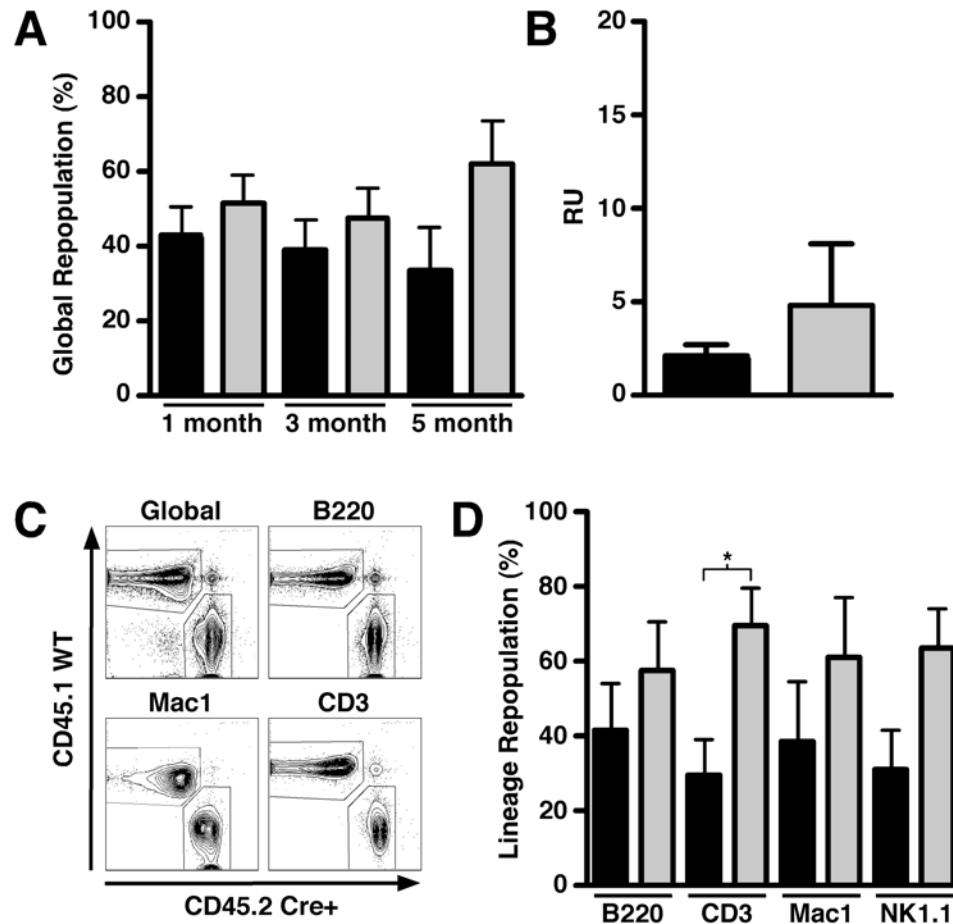 A
Global Repopulation (%)
100
80
60
40
20
0
1 month 3 month 5 month
B
RU
20
15
10
5
0
C
Global B220
Mac1 CD3
CD45.1 WT
CD45.2 Cre+
D
Lineage Repopulation (%)
100
80
60
40
20
0
*
B220 CD3 Mac1 NK1.1